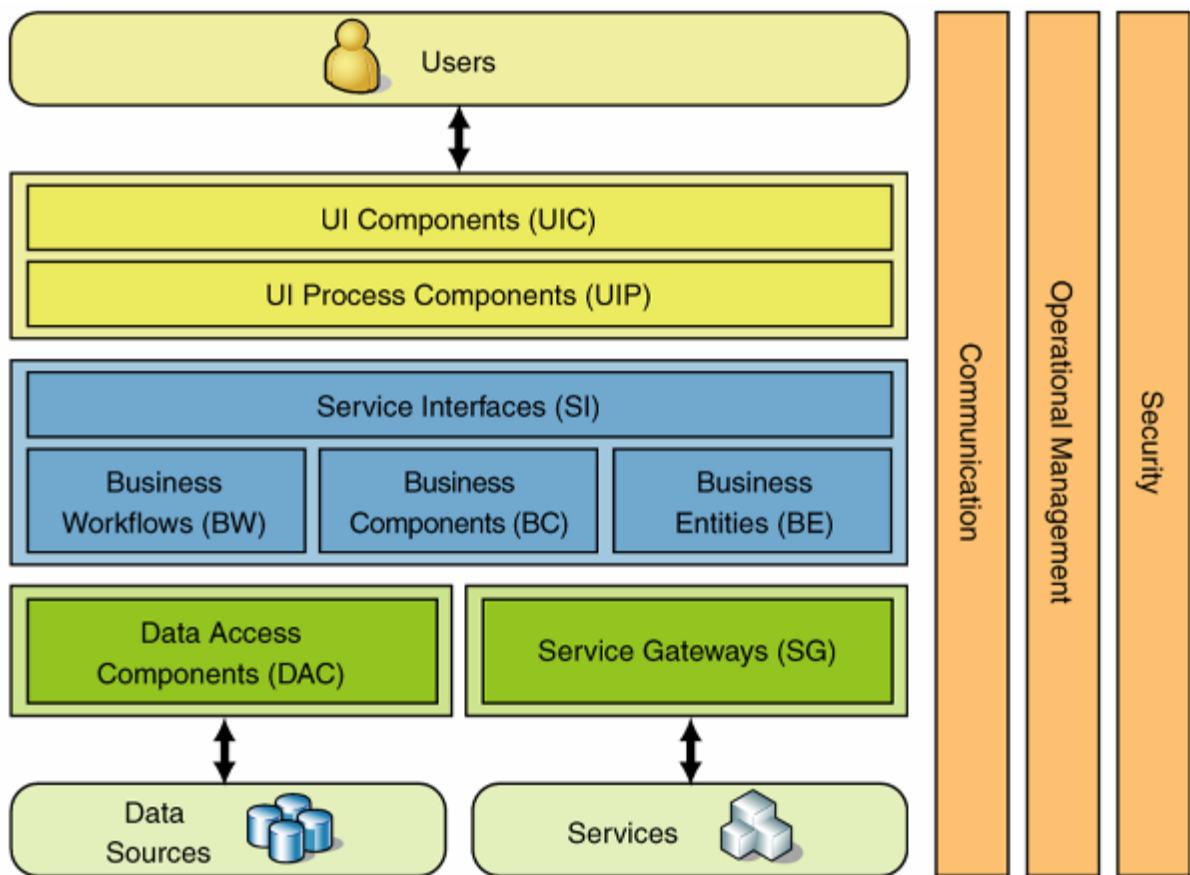 Users
UI Components (UIC)
UI Process Components (UIP)
Service Interfaces (SI)
Business
Workflows (BW)
Business
Components (BC)
Business
Entities (BE)
Data Access
Components (DAC)
Service Gateways (SG)
Data
Sources
Services
Communication
Operational Management
Security